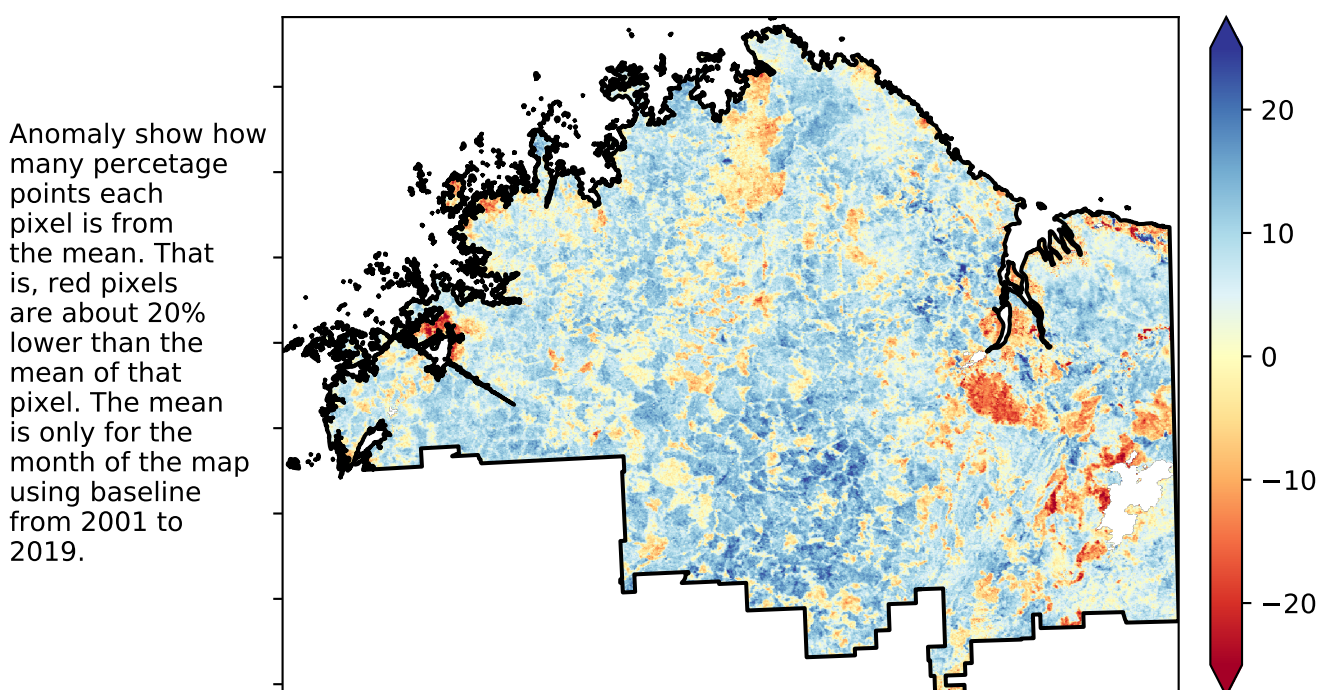 Anomaly show how
many percetage
points each
pixel is from
the mean. That
is, red pixels
are about 20%
lower than the
mean of that
pixel. The mean
is only for the
month of the map
using baseline
from 2001 to
2019.
20
10
0
−10
−20